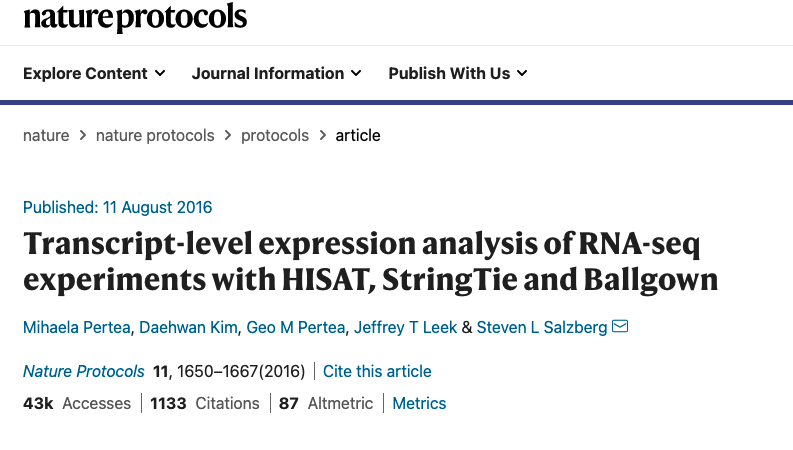 nature protocols
Explore Content Journal Information Publish With Us
nature > nature protocols > protocols > article
Published: 11 August 2016
Transcript-level expression analysis of RNA-seq
experiments with HISAT, StringTie and Ballgown
Mihaela Pertea, Daehwan Kim, Geo M Pertea, Jeffrey T Leek & Steven L Salzberg
Nature Protocols 11, 1650–1667(2016) | Cite this article
43k Accesses | 1133 Citations | 87 Altmetric | Metrics